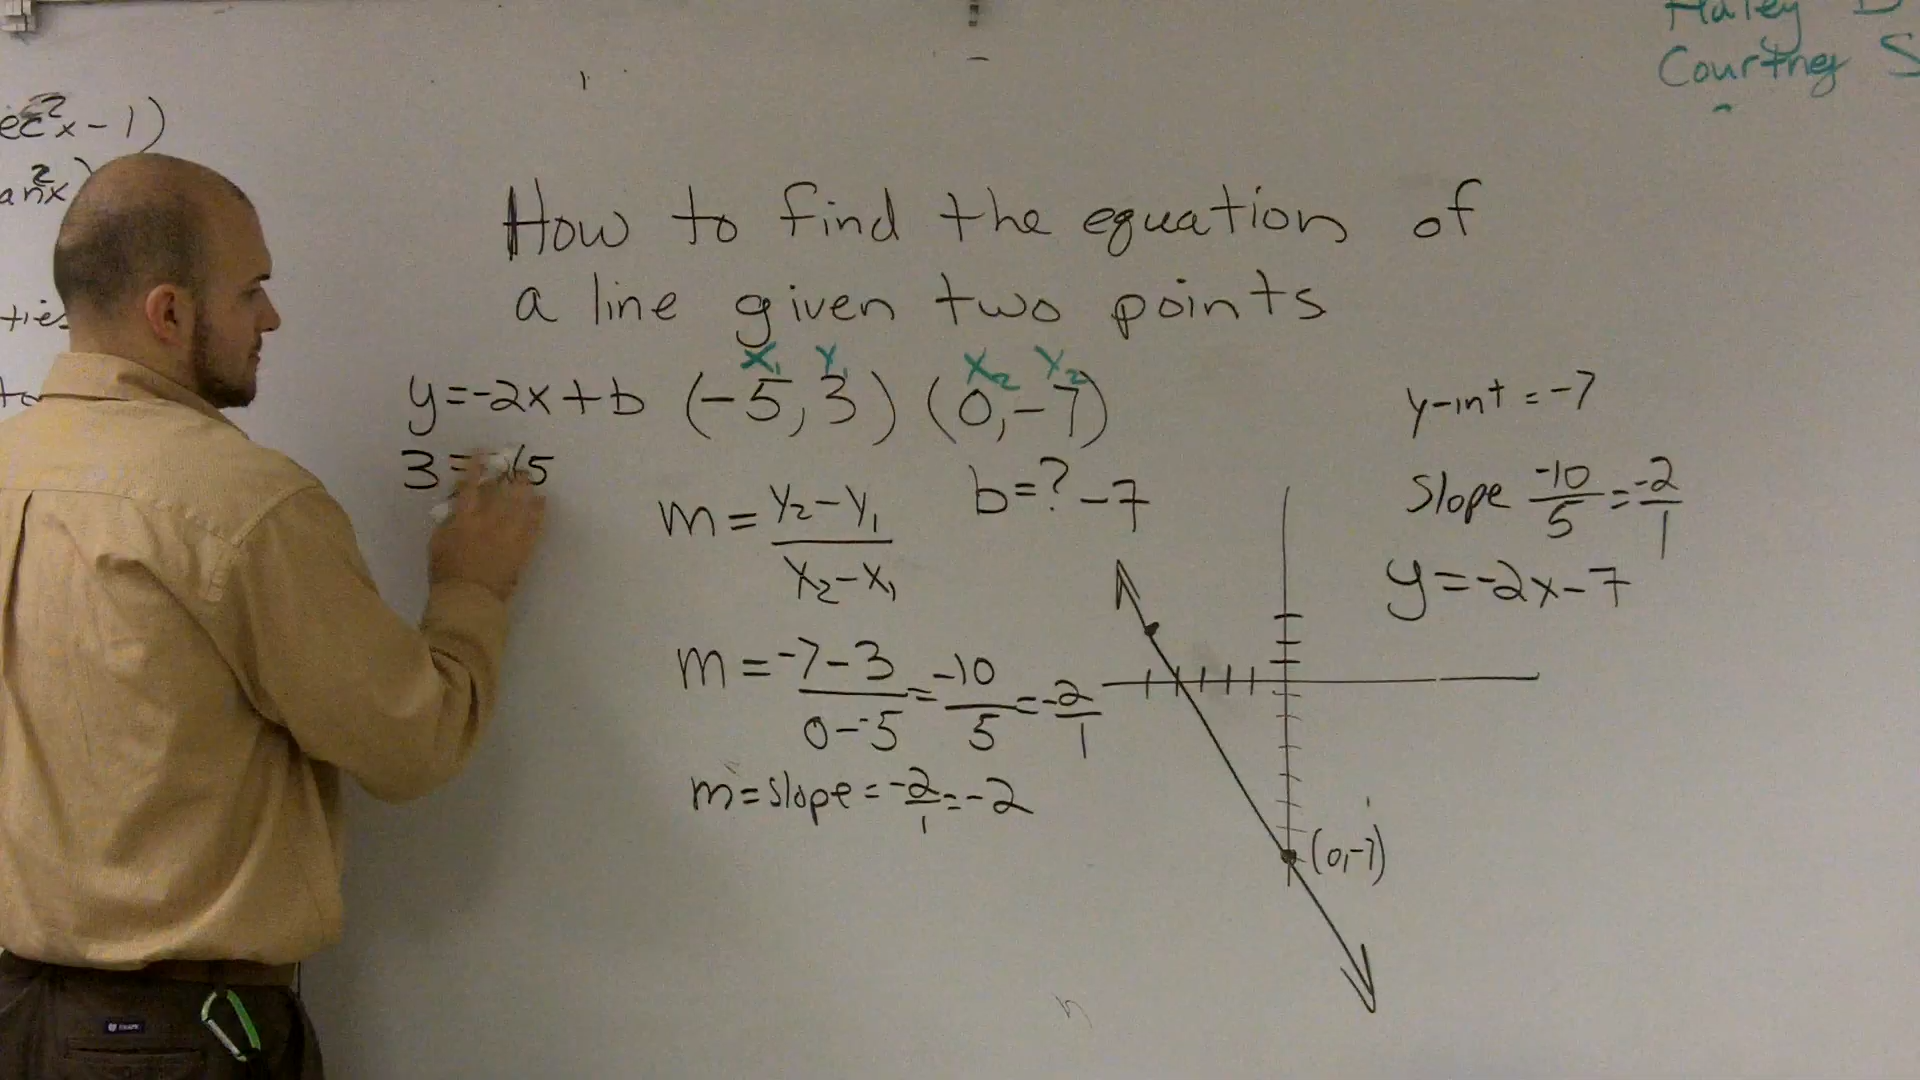 Haley
Courtney S
How to find the equation of
a line given two points
x₁ y₁ x₂ y₂
y=-2x+b (-5,3) (0,-7)
3=
m = y₂-y₁ / x₂-x₁
b=? -7
m = -7-3 / 0--5 = -10 / 5 = -2 / 1
m=slope = -2/1 = -2
y-int = -7
Slope -10/5 = -2/1
y=-2x-7
(0,-7)